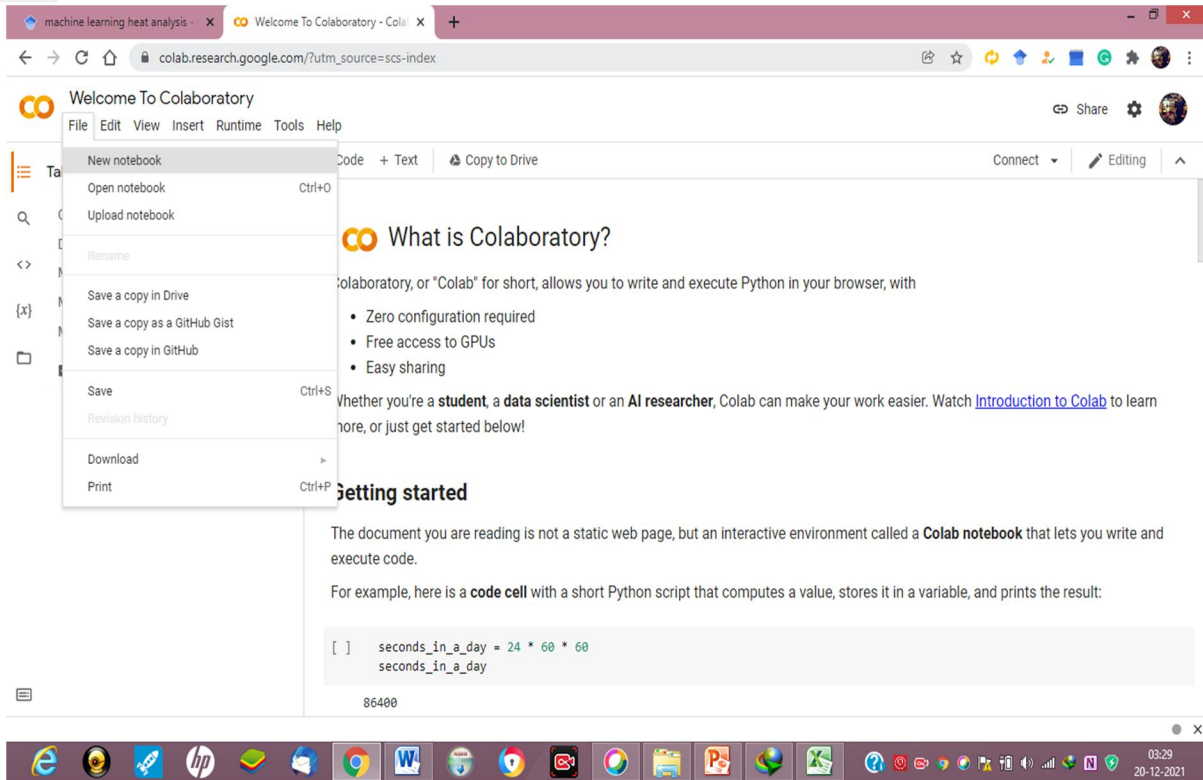 machine learning heat analysis -
Welcome To Colaboratory - Cola
colab.research.google.com/?utm_source=scs-index
Welcome To Colaboratory
File Edit View Insert Runtime Tools Help
Share
New notebook
Open notebook Ctrl+O
Upload notebook
Rename
Save a copy in Drive
Save a copy as a GitHub Gist
Save a copy in GitHub
Save Ctrl+S
Revision history
Download
Print Ctrl+P
Ta
Code + Text Copy to Drive
Connect Editing
CO What is Colaboratory?
olaboratory, or "Colab" for short, allows you to write and execute Python in your browser, with
• Zero configuration required
• Free access to GPUs
• Easy sharing
Whether you're a student, a data scientist or an AI researcher, Colab can make your work easier. Watch Introduction to Colab to learn
more, or just get started below!
Getting started
The document you are reading is not a static web page, but an interactive environment called a Colab notebook that lets you write and
execute code.
For example, here is a code cell with a short Python script that computes a value, stores it in a variable, and prints the result:
[ ] seconds_in_a_day = 24 * 60 * 60
seconds_in_a_day
86400
03:29
20-12-2021